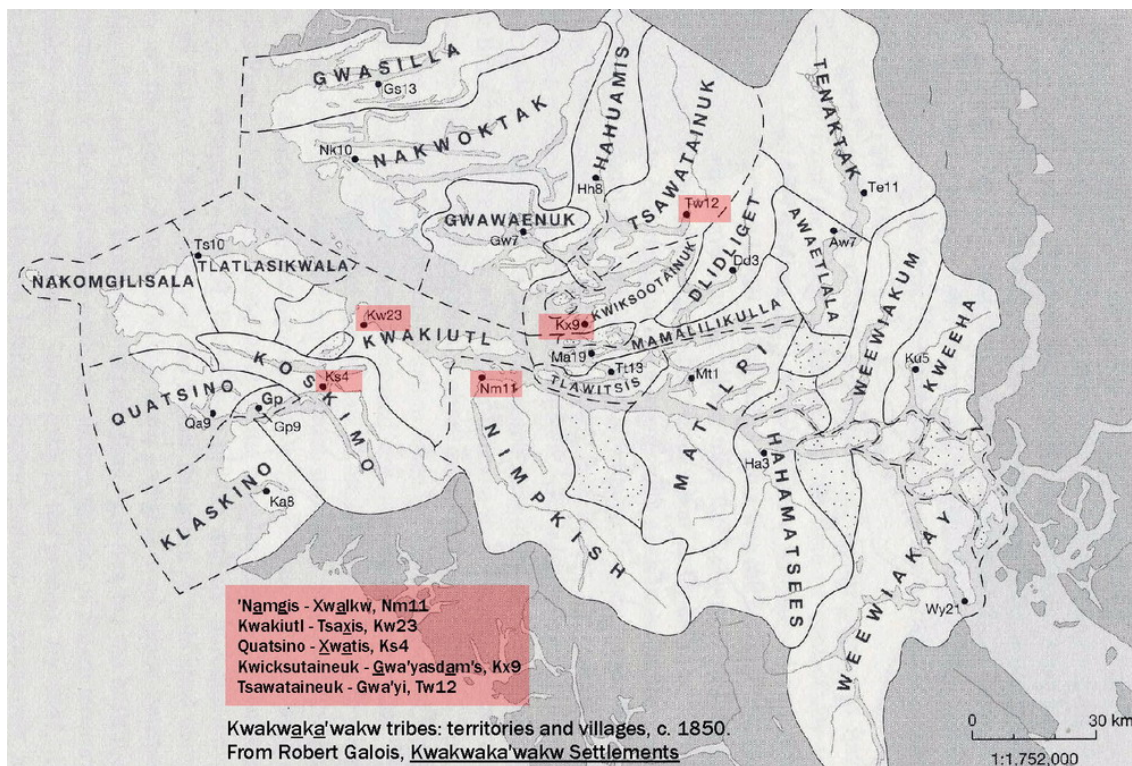 GWASILLA
Gs13
NAKWOKTAK
Nk10
HAHUAMIS
Hh8
TSAWATAINUK
Tw12
TENAKTAK
Te11
GWAWAENUK
Gw7
KWIKSOOTAINUK
Kx9
DLIDLIGET
Dd3
AWAETLALA
Aw7
Ts10
TLATLASIKWALA
NAKOMGILISALA
Kw23
KWAKIUTL
MAMALILIKULLA
Ma19
Tt13
TLAWITSIS
Mt1
MATILPI
WEEWIAKUM
Ku5
KWEEHA
KOSKIMO
Ks4
QUATSINO
Qa9
Gp
Gp9
KLASKINO
Ka8
Nm11
NIMPKISH
Ha3
HAHAMATSEES
WEEWIAKAY
Wy21
'Namgis - Xwalkw, Nm11
Kwakiutl - Tsaxis, Kw23
Quatsino - Xwatis, Ks4
Kwicksutaineuk - Gwa'yasdam's, Kx9
Tsawataineuk - Gwa'yi, Tw12
Kwakwaka'wakw tribes: territories and villages, c. 1850.
From Robert Galois, Kwakwaka'wakw Settlements
0 30 km
1:1.752,000